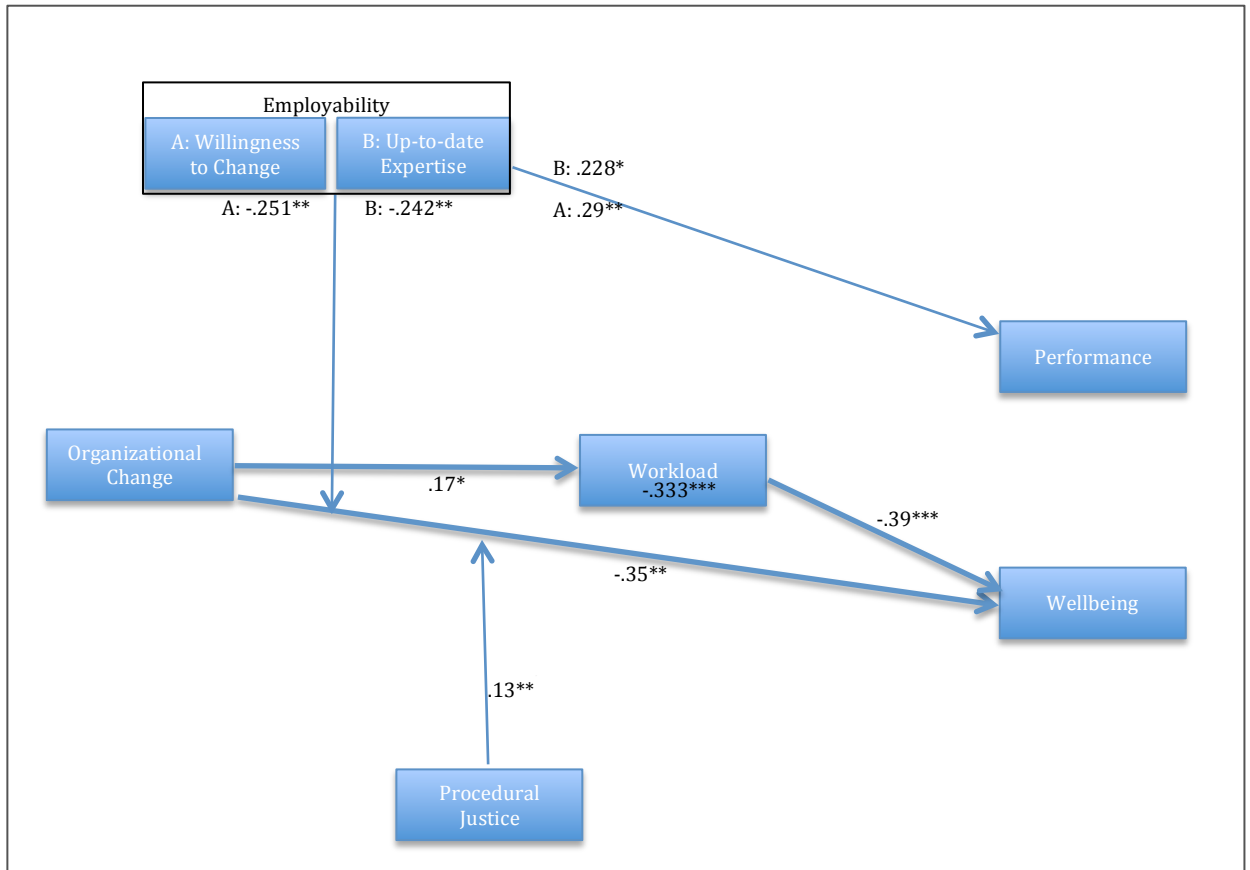 Employability
A: Willingness
to Change
B: Up-to-date
Expertise
B: .228*
A: -.251**
B: -.242**
A: .29**
Performance
Organizational
Change
Workload
-.333***
.17*
-.39***
-.35**
Wellbeing
.13**
Procedural
Justice